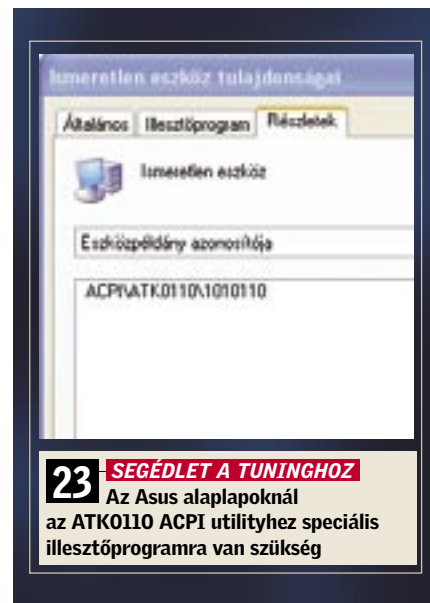 Ismeretlen eszköz tulajdonságai
Általános Illesztőprogram Részletek
Ismeretlen eszköz
Eszközpéldány azonosítója
ACPI\ATK0110\1010110
23 SEGÉDLET A TUNINGHOZ
Az Asus alaplapoknál
az ATK0110 ACPI utilityhez speciális
illesztőprogramra van szükség